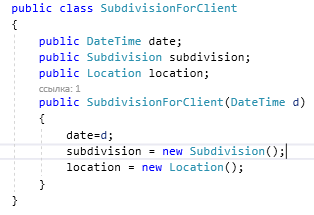 public class SubdivisionForClient
{
public DateTime date;
public Subdivision subdivision;
public Location location;
ссылка: 1
public SubdivisionForClient(DateTime d)
{
date=d;
subdivision = new Subdivision();
location = new Location();
}
}